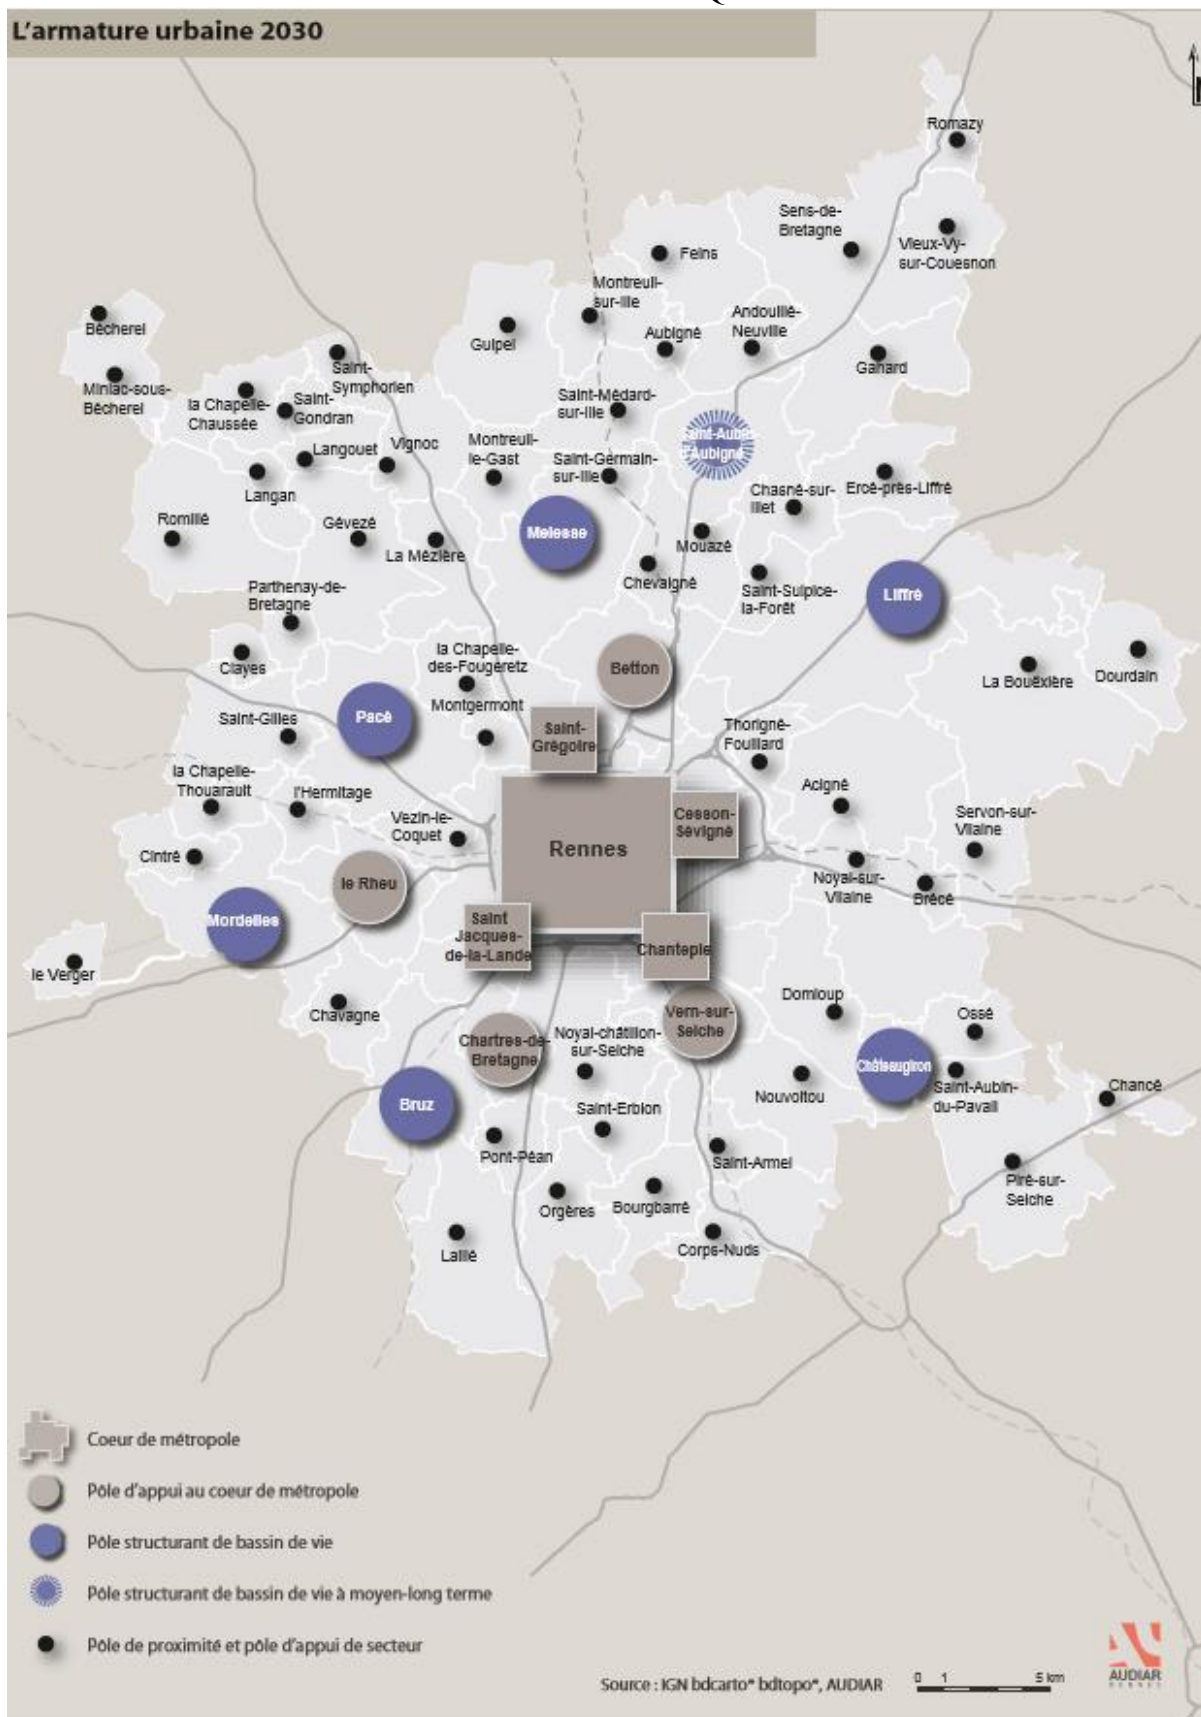 L'armature urbaine 2030
Romazy
Sens-de-
Bretagne
Vieux-Vy-
sur-Couesnon
Feins
Montreuil-
sur-Ille
Andouillé-
Neuville
Bécherel
Guipel
Aubigné
Gahard
Saint-
Symphorien
Miniac-sous-
Bécherel
la Chapelle-
Chaussée
Saint-
Gondran
Saint-Médard-
sur-Ille
Langouet
Vignoc
Montreuil-
le-Gast
Saint-Germain-
sur-Ille
d'Aubigné
Langan
Chasné-sur-
Illet
Ercé-près-Liffré
Romillé
Gévezé
La Mézière
Melesse
Mouazé
Chevaigné
Saint-Sulpice-
la-Forêt
Liffré
Parthenay-de-
Bretagne
Clayes
la Chapelle-
des-Fougeretz
Betton
La Bouëxière
Dourdain
Pacé
Montgermont
Saint-Gilles
Saint-
Grégoire
Thorigné-
Fouillard
la Chapelle-
Thouarault
l'Hermitage
Vezin-le-
Coquet
Cesson-
Sévigné
Acigné
Servon-sur-
Vilaine
Cintré
Rennes
Noyal-sur-
Vilaine
Brécé
le Rheu
Mordelles
Saint
Jacques-
de-la-Lande
Chantepie
le Verger
Chavagne
Domloup
Vern-sur-
Seiche
Ossé
Chartres-de-
Bretagne
Noyal-châtillon-
sur-Seiche
Châteaugiron
Saint-Aubin-
du-Pavail
Chancé
Nouvoitou
Bruz
Saint-Erblon
Pont-Péan
Saint-Armel
Piré-sur-
Seiche
Orgères
Bourgbarré
Laillé
Corps-Nuds
Coeur de métropole
Pôle d'appui au coeur de métropole
Pôle structurant de bassin de vie
Pôle structurant de bassin de vie à moyen-long terme
Pôle de proximité et pôle d'appui de secteur
Source : IGN bdcarto* bdtopo*, AUDIAR
0 1 5 km
AUDIAR
RENNES